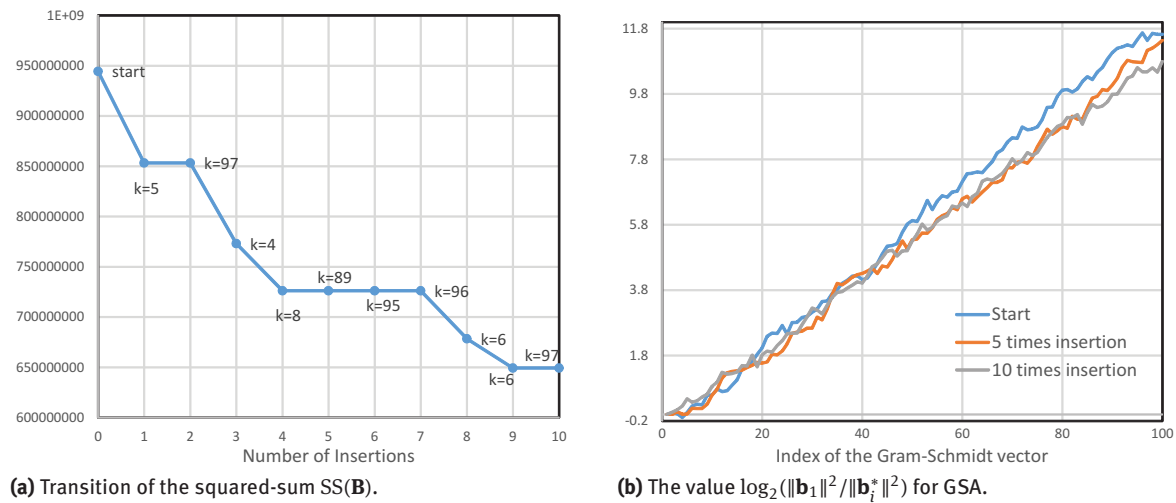 1E+09
950000000
900000000
850000000
800000000
750000000
700000000
650000000
600000000
start
k=5
k=97
k=4
k=8
k=89
k=95
k=96
k=6
k=6
k=97
0 1 2 3 4 5 6 7 8 9 10
Number of Insertions
(a) Transition of the squared-sum SS(B).
11.8
9.8
7.8
5.8
3.8
1.8
-0.2
Start
5 times insertion
10 times insertion
0 20 40 60 80 100
Index of the Gram-Schmidt vector
(b) The value log₂(‖b₁‖²/‖bᵢ*‖²) for GSA.